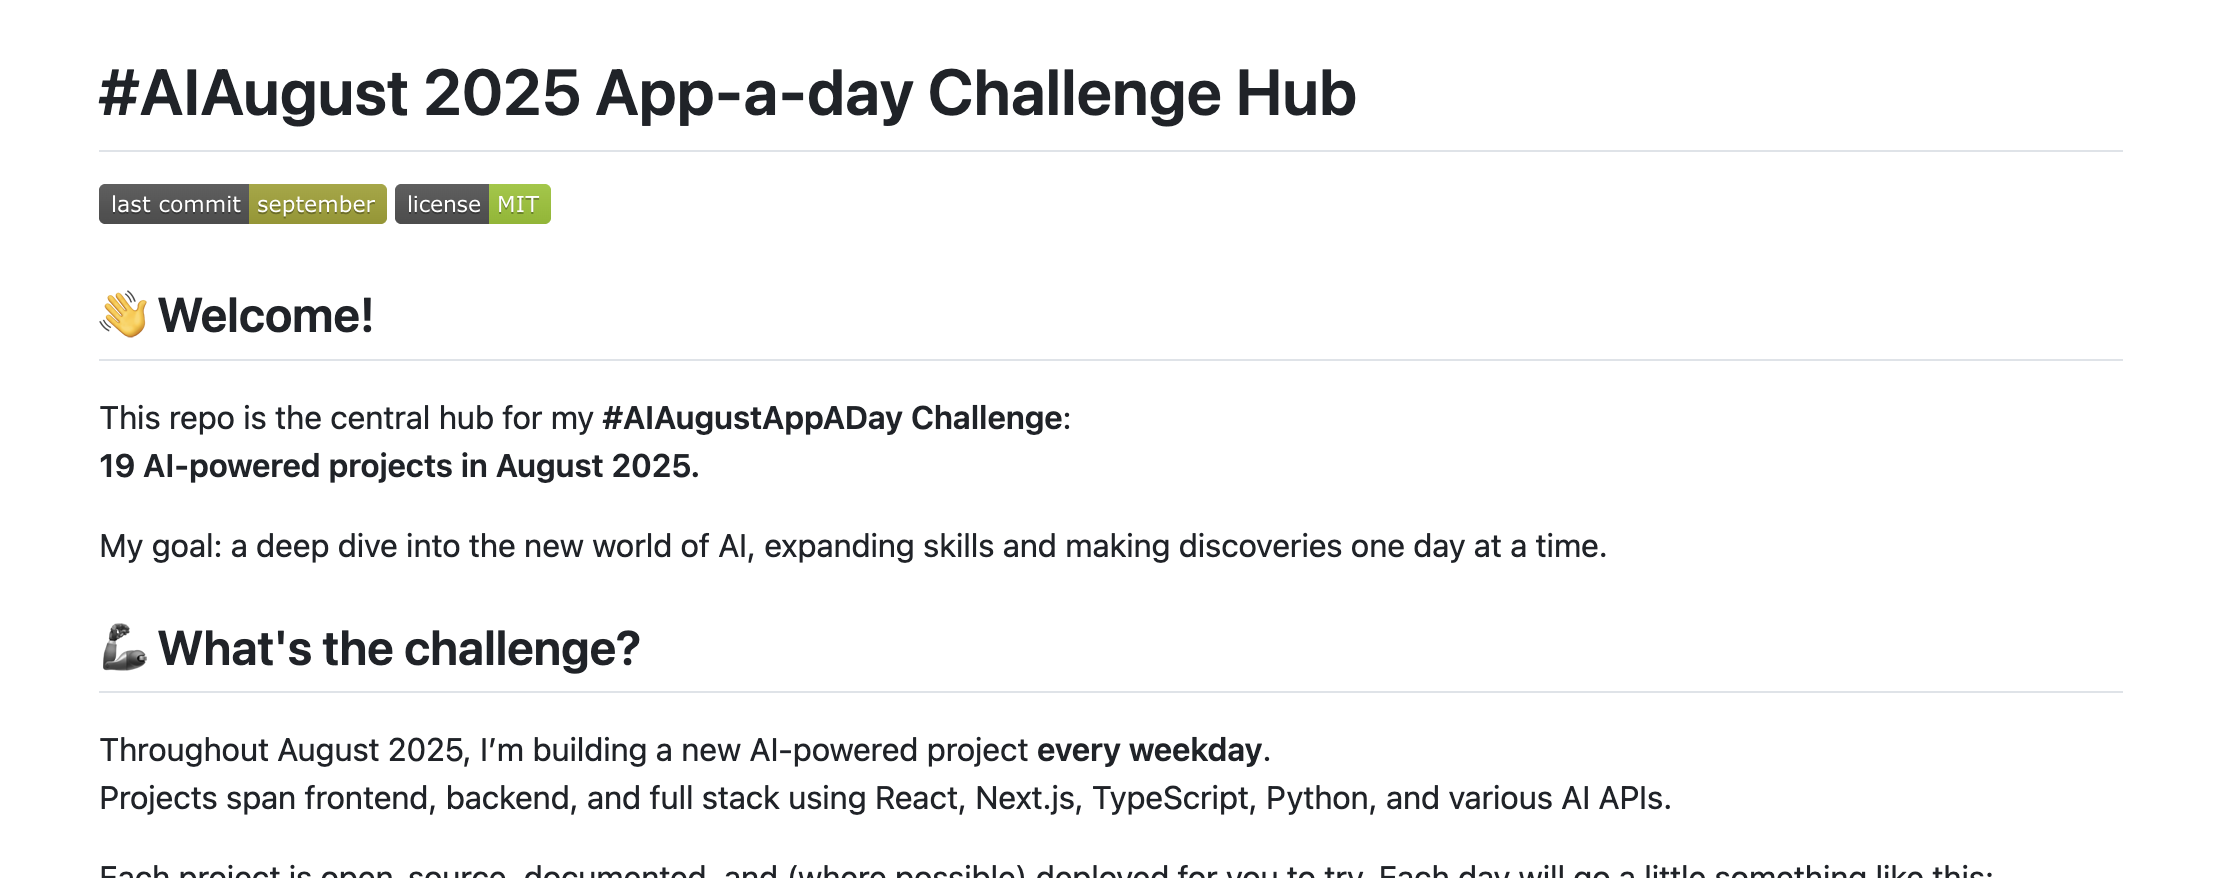 #AIAugust 2025 App-a-day Challenge Hub
last commit september license MIT
👋 Welcome!
This repo is the central hub for my #AIAugustAppADay Challenge:
19 AI-powered projects in August 2025.
My goal: a deep dive into the new world of AI, expanding skills and making discoveries one day at a time.
🦾 What's the challenge?
Throughout August 2025, I’m building a new AI-powered project every weekday.
Projects span frontend, backend, and full stack using React, Next.js, TypeScript, Python, and various AI APIs.
Each project is open source, documented, and (where possible) deployed for you to try. Each day will go a little something like this: